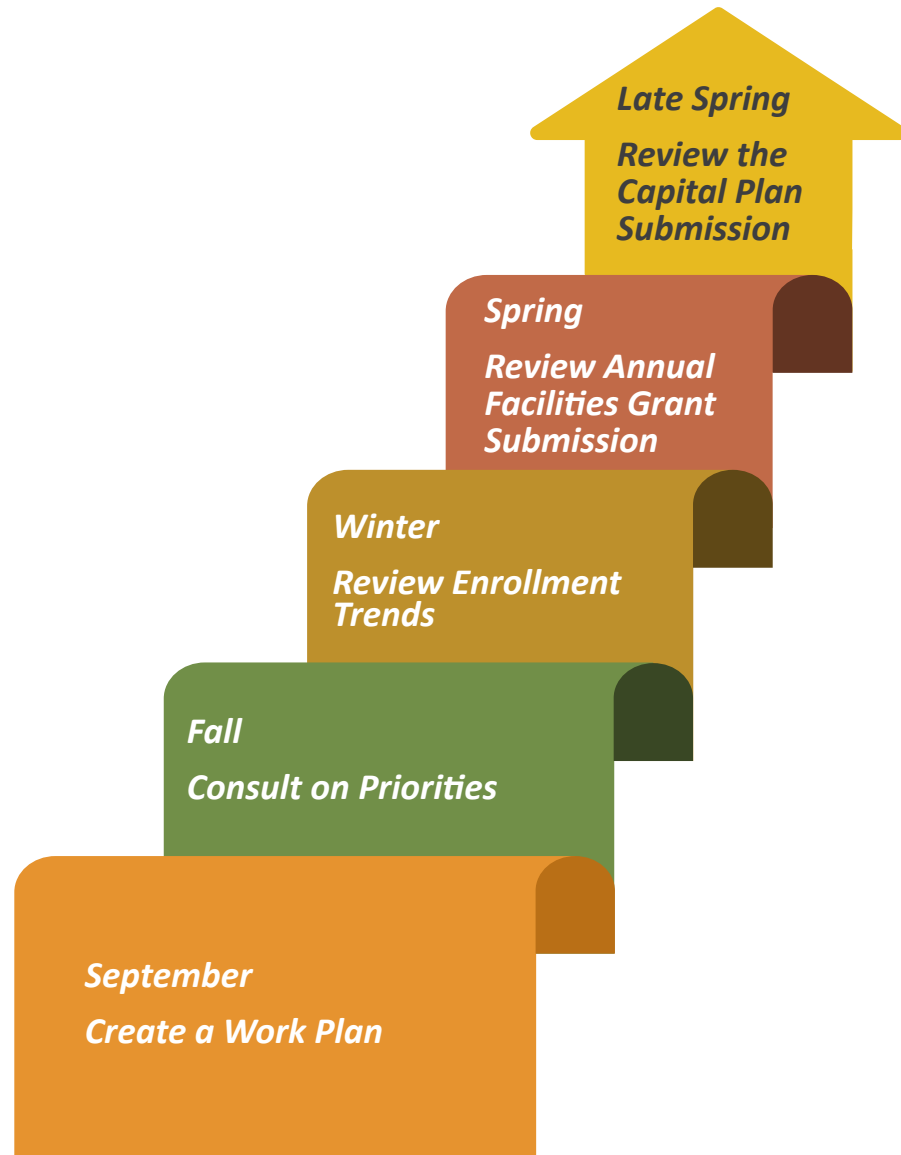 Late Spring
Review the
Capital Plan
Submission
Spring
Review Annual
Facilities Grant
Submission
Winter
Review Enrollment
Trends
Fall
Consult on Priorities
September
Create a Work Plan